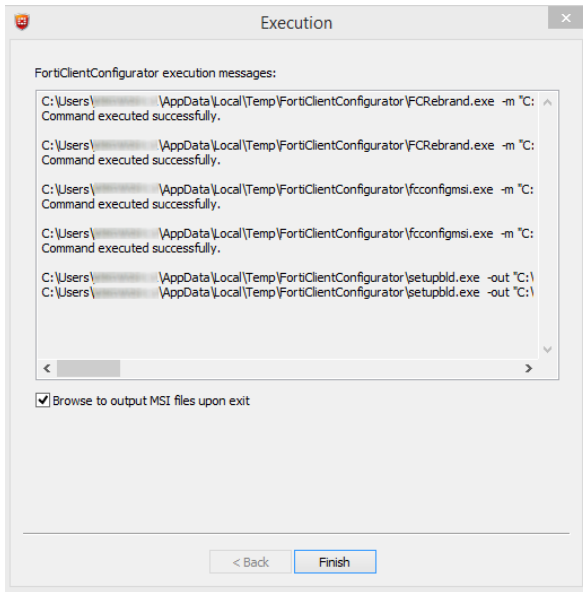 Execution
FortiClientConfigurator execution messages:
C:\Users\ \AppData\Local\Temp\FortiClientConfigurator\FCRebrand.exe -m "C:
Command executed successfully.
C:\Users\ \AppData\Local\Temp\FortiClientConfigurator\FCRebrand.exe -m "C:
Command executed successfully.
C:\Users\ \AppData\Local\Temp\FortiClientConfigurator\fcconfigmsi.exe -m "C:
Command executed successfully.
C:\Users\ \AppData\Local\Temp\FortiClientConfigurator\fcconfigmsi.exe -m "C:
Command executed successfully.
C:\Users\ \AppData\Local\Temp\FortiClientConfigurator\setupbld.exe -out "C:\
C:\Users\ \AppData\Local\Temp\FortiClientConfigurator\setupbld.exe -out "C:\
Browse to output MSI files upon exit
< Back Finish